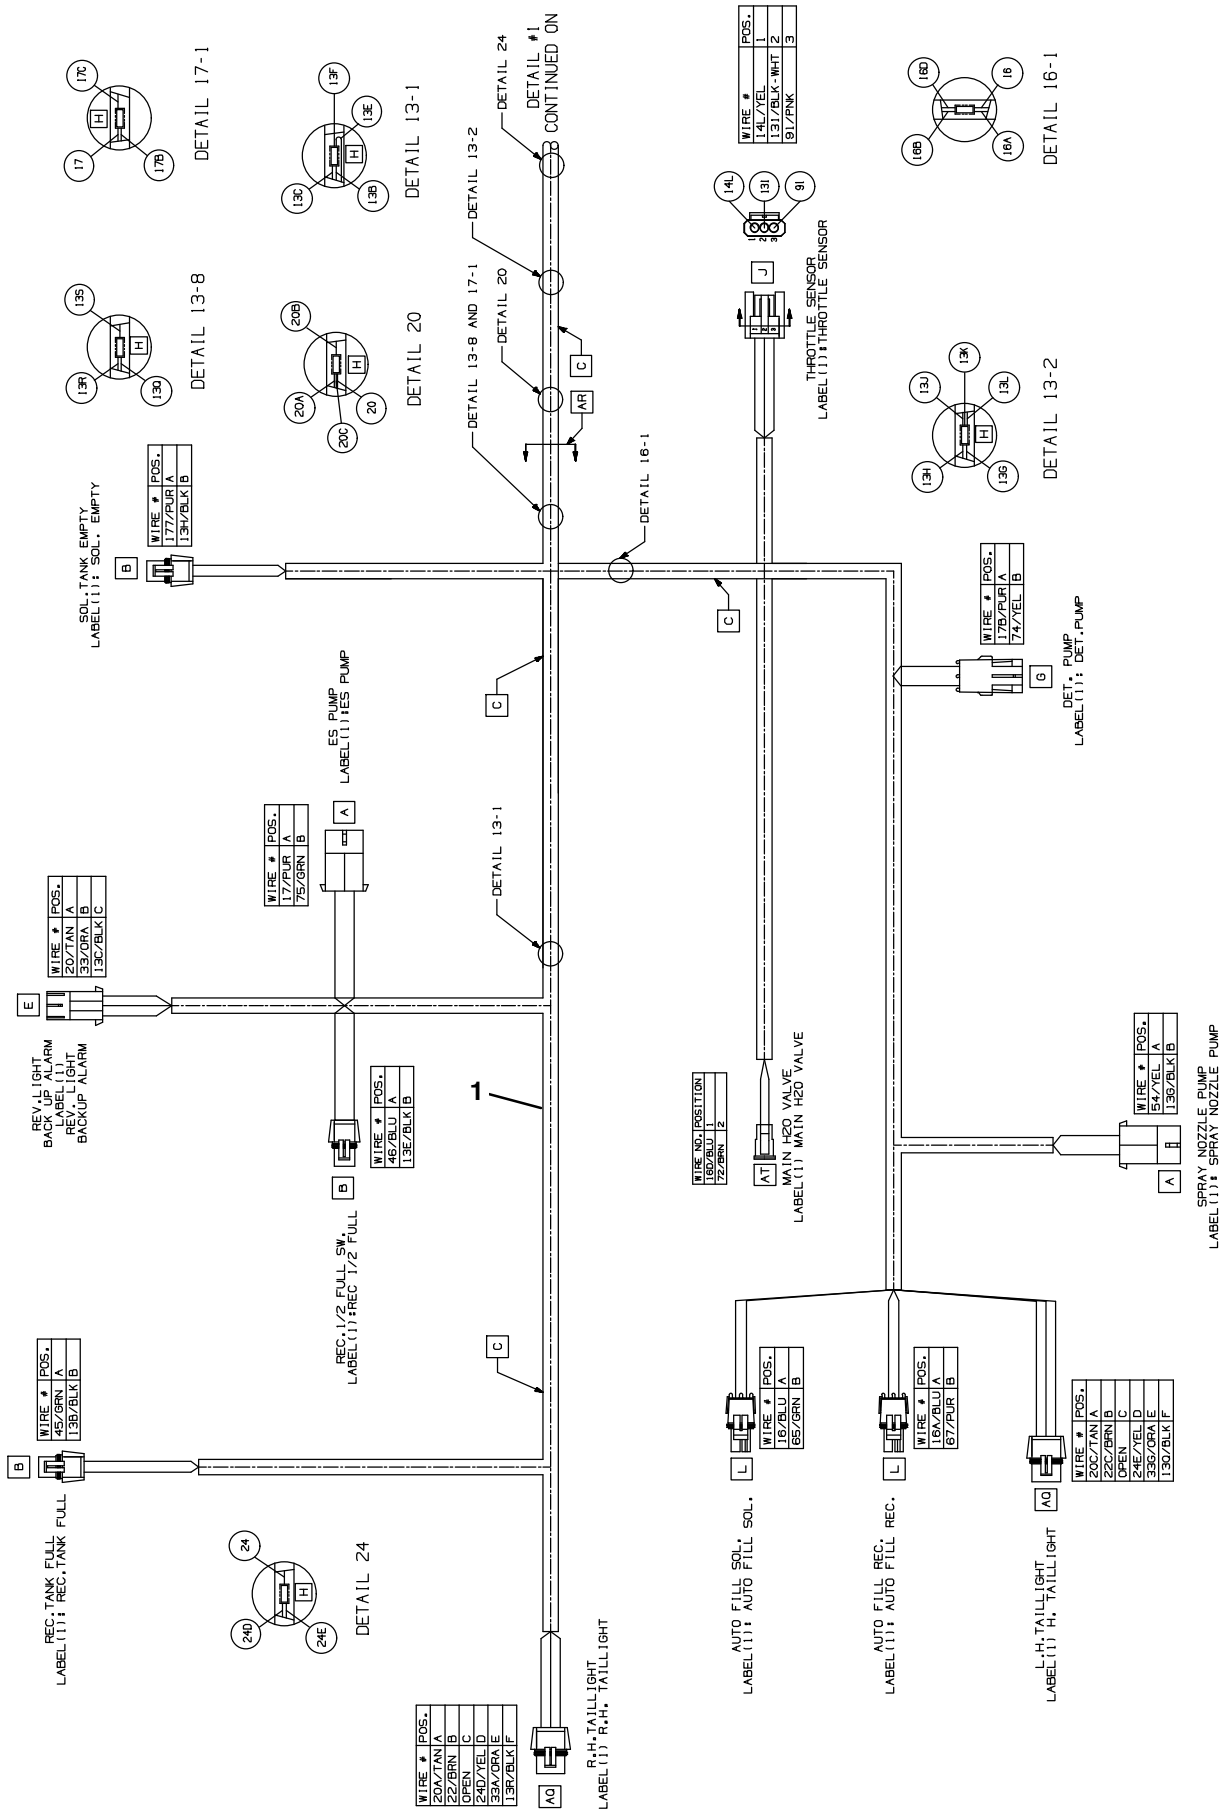 17
17C
H
17B
DETAIL 17-1
13C
13F
13E
H
13B
DETAIL 13-1
13R
13S
H
13Q
DETAIL 13-8
20A
20B
20C
H
20
DETAIL 20
DETAIL 24
DETAIL #1
CONTINUED ON
DETAIL 13-2
DETAIL 20
DETAIL 13-8 AND 17-1
C
AR
WIRE # POS.
14L/YEL 1
131/BLK-WHT 2
91/PNK 3
14L
131
91
1
2
3
J
1
2
3
THROTTLE SENSOR
LABEL(1):THROTTLE SENSOR
16B
16D
16A
16
DETAIL 16-1
13H
13J
13K
13L
H
13G
DETAIL 13-2
SOL.TANK EMPTY
LABEL(1): SOL. EMPTY
B
WIRE # POS.
177/PUR A
13H/BLK B
DETAIL 16-1
C
C
ES PUMP
LABEL(1):ES PUMP
A
WIRE # POS.
17/PUR A
75/GRN B
DETAIL 13-1
WIRE # POS.
17B/PUR A
74/YEL B
G
DET. PUMP
LABEL(1): DET.PUMP
E
WIRE # POS.
20/TAN A
33/ORA B
13C/BLK C
REV.LIGHT
BACK UP ALARM
LABEL(1)
REV. LIGHT
BACKUP ALARM
1
WIRE # POS.
46/BLU A
13E/BLK B
B
REC.1/2 FULL SW.
LABEL(1):REC 1/2 FULL
WIRE NO. POSITION
16D/BLU 1
72/BRN 2
AT
MAIN H2O VALVE
LABEL(1) MAIN H2O VALVE
WIRE # POS.
54/YEL A
13G/BLK B
A
SPRAY NOZZLE PUMP
LABEL(1): SPRAY NOZZLE PUMP
C
B
WIRE # POS.
45/GRN A
13B/BLK B
REC.TANK FULL
LABEL(1): REC.TANK FULL
24D
24
H
24E
DETAIL 24
WIRE # POS.
16/BLU A
65/GRN B
L
AUTO FILL SOL.
LABEL(1): AUTO FILL SOL.
WIRE # POS.
16A/BLU A
67/PUR B
L
AUTO FILL REC.
LABEL(1): AUTO FILL REC.
WIRE # POS.
20C/TAN A
22C/BRN B
OPEN C
24E/YEL D
33G/ORA E
13Q/BLK F
AQ
L.H.TAILLIGHT
LABEL(1) H. TAILLIGHT
WIRE # POS.
20A/TAN A
22/BRN B
OPEN C
24D/YEL D
33A/ORA E
13R/BLK F
AQ
R.H.TAILLIGHT
LABEL(1) R.H. TAILLIGHT